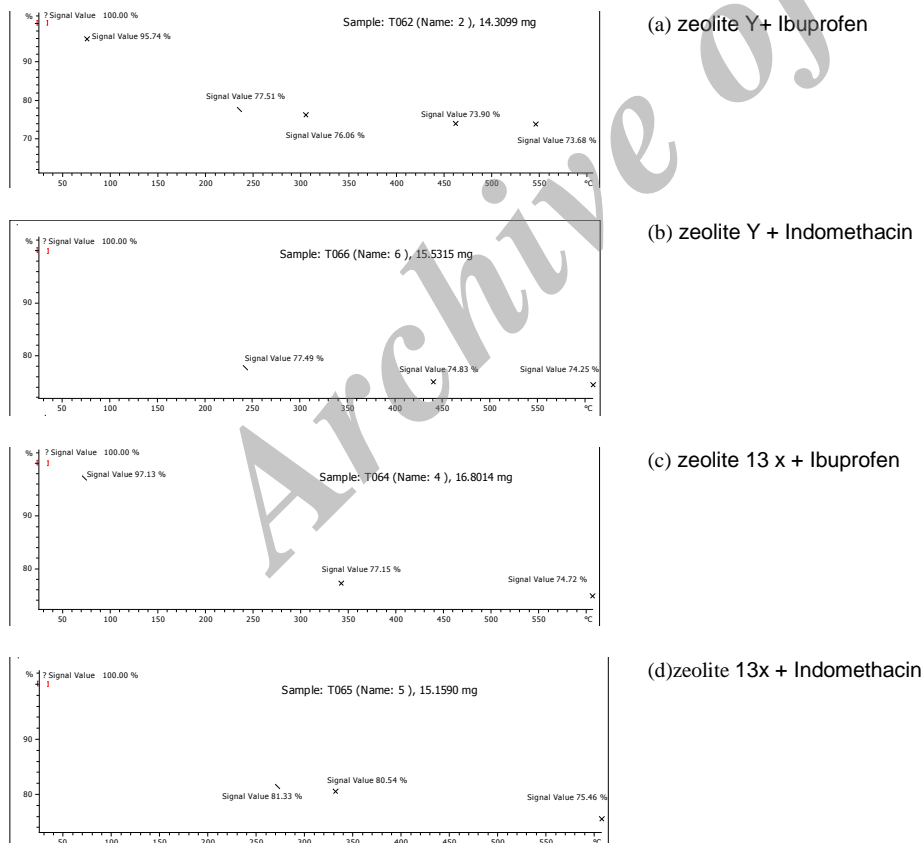 % ? Signal Value 100.00 %
Sample: T062 (Name: 2 ), 14.3099 mg
(a) zeolite Y+ Ibuprofen
Signal Value 95.74 %
90
Signal Value 77.51 %
80
Signal Value 73.90 %
Signal Value 76.06 %
Signal Value 73.68 %
70
50 100 150 200 250 300 350 400 450 500 550 °C
(b) zeolite Y + Indomethacin
% ? Signal Value 100.00 %
Sample: T066 (Name: 6 ), 15.5315 mg
90
Signal Value 77.49 %
Signal Value 74.83 %
Signal Value 74.25 %
80
50 100 150 200 250 300 350 400 450 500 550 °C
% ? Signal Value 100.00 %
(c) zeolite 13 x + Ibuprofen
Signal Value 97.13 %
Sample: T064 (Name: 4 ), 16.8014 mg
90
Signal Value 77.15 %
Signal Value 74.72 %
80
50 100 150 200 250 300 350 400 450 500 550 °C
% ? Signal Value 100.00 %
(d)zeolite 13x + Indomethacin
Sample: T065 (Name: 5 ), 15.1590 mg
90
Signal Value 80.54 %
Signal Value 81.33 %
Signal Value 75.46 %
80
50 100 150 200 250 300 350 400 450 500 550 °C
Archive of